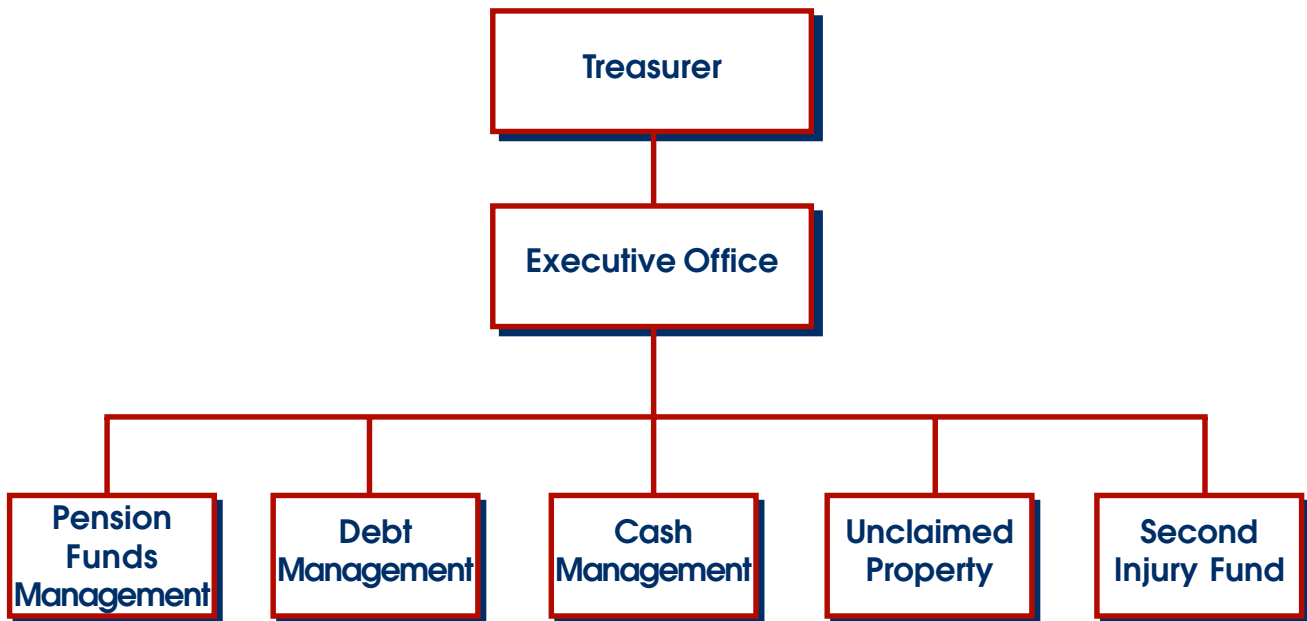 Treasurer
Executive Office
Pension
Funds
Management
Debt
Management
Cash
Management
Unclaimed
Property
Second
Injury Fund